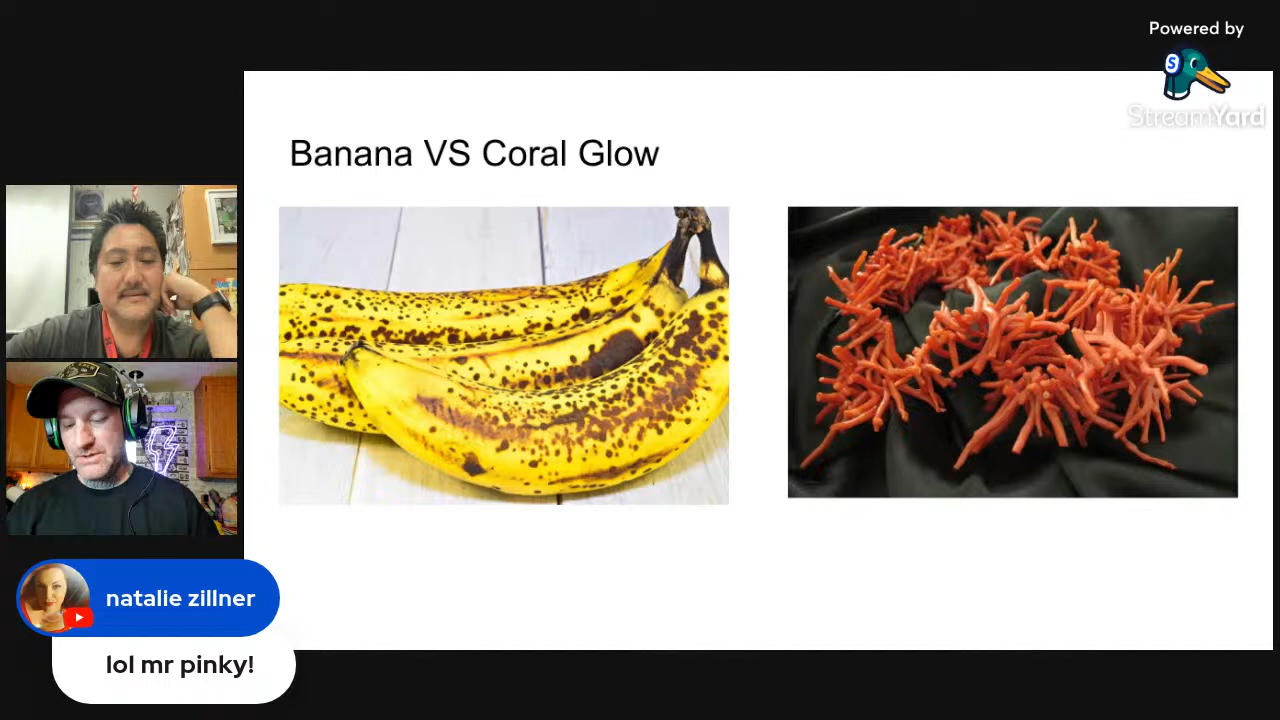 Powered by
StreamYard
Banana VS Coral Glow
natalie zillner
lol mr pinky!